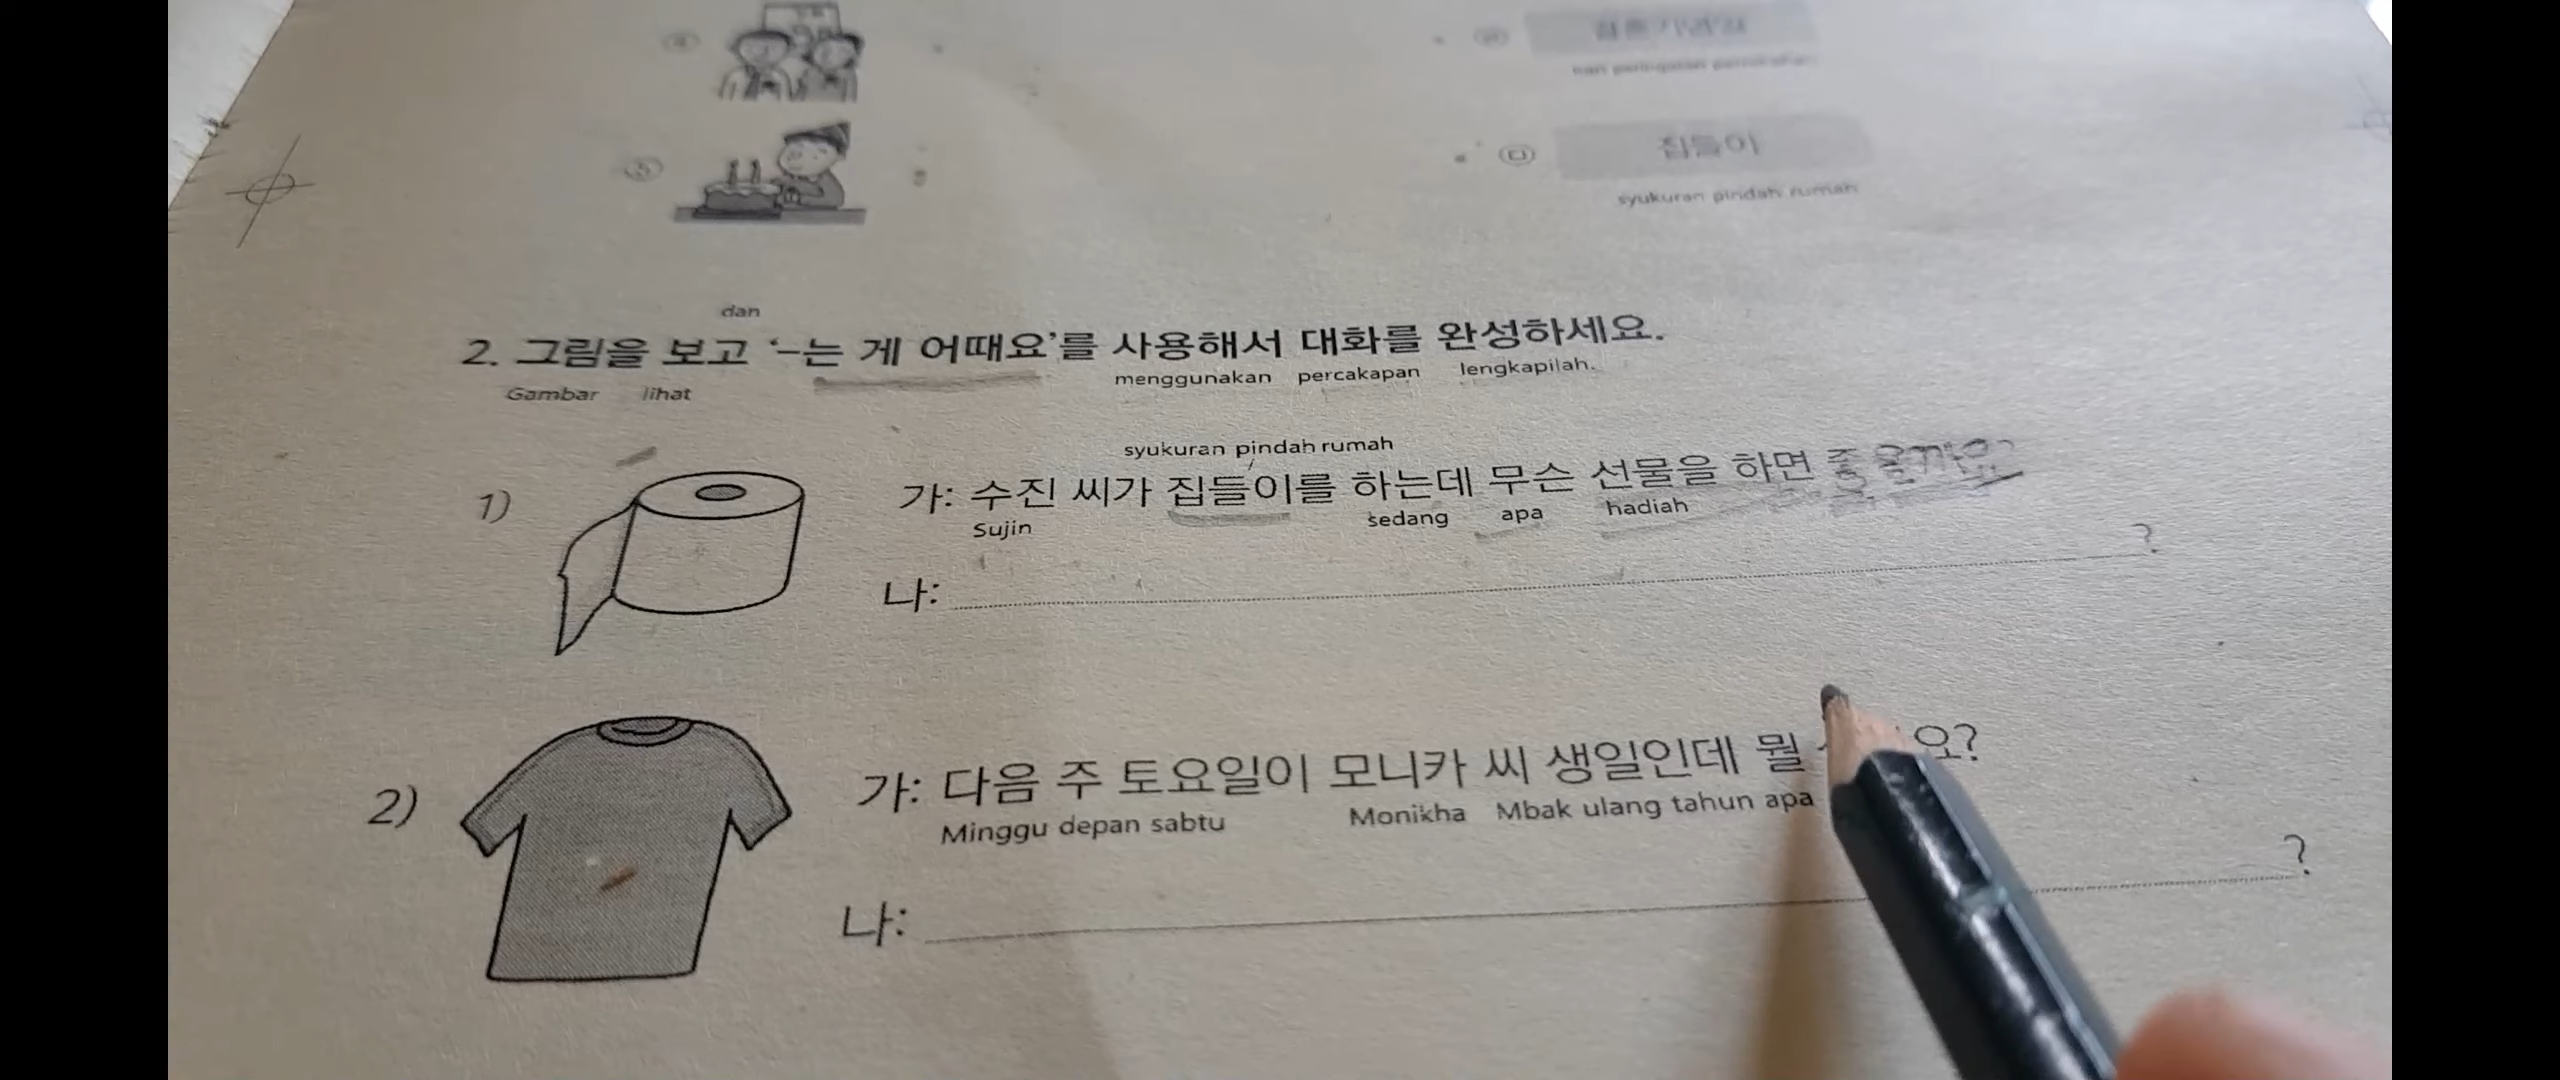 집들이
syukuran pindah rumah
dan
2. 그림을 보고 ‘-는 게 어때요’를 사용해서 대화를 완성하세요.
Gambar lihat menggunakan percakapan lengkapilah.
syukuran pindah rumah
1) 가: 수진 씨가 집들이를 하는데 무슨 선물을 하면
Sujin sedang apa hadiah
나: ?
2) 가: 다음 주 토요일이 모니카 씨 생일인데 뭘 요?
Minggu depan sabtu Monikha Mbak ulang tahun apa
나: ?